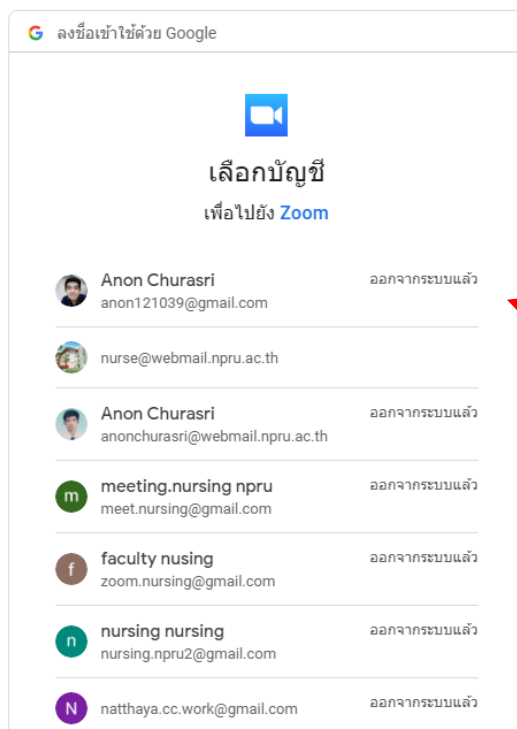 ลงชื่อเข้าใช้ด้วย Google
เลือกบัญชี
เพื่อไปยัง Zoom
Anon Churasri
ออกจากระบบแล้ว
anon121039@gmail.com
nurse@webmail.npru.ac.th
Anon Churasri
ออกจากระบบแล้ว
anonchurasri@webmail.npru.ac.th
m
meeting.nursing npru
ออกจากระบบแล้ว
meet.nursing@gmail.com
f
faculty nusing
ออกจากระบบแล้ว
zoom.nursing@gmail.com
n
nursing nursing
ออกจากระบบแล้ว
nursing.npru2@gmail.com
N
natthaya.cc.work@gmail.com
ออกจากระบบแล้ว